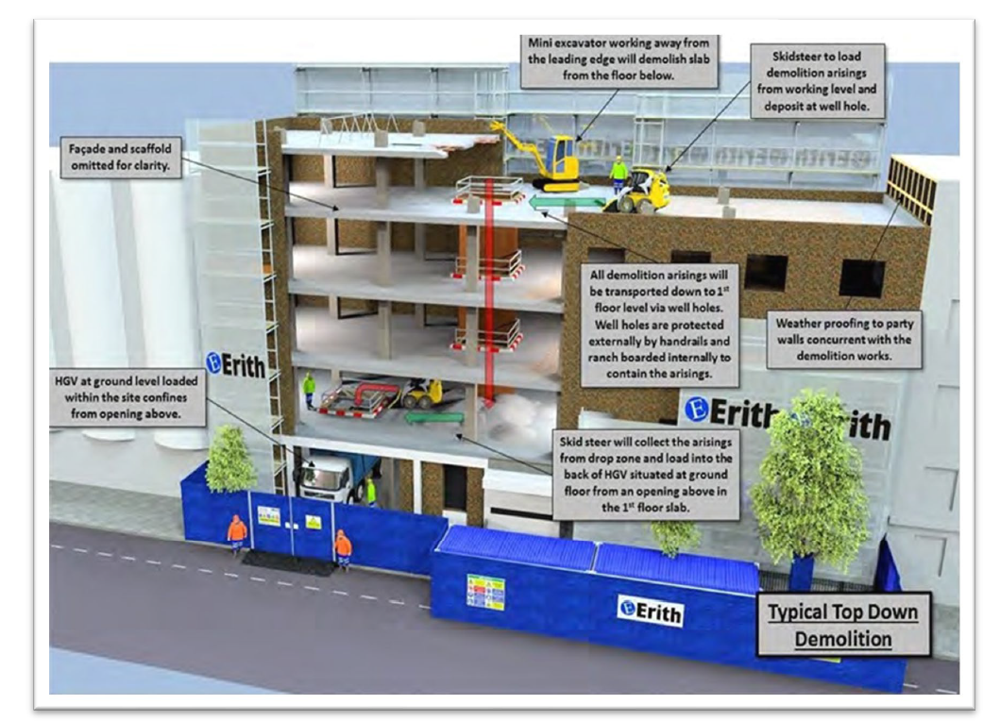 Mini excavator working away from
the leading edge will demolish slab
from the floor below.
Skidsteer to load
demolition arisings
from working level and
deposit at well hole.
Façade and scaffold
omitted for clarity.
All demolition arisings will
be transported down to 1st
floor level via well holes.
Well holes are protected
externally by handrails and
ranch boarded internally to
contain the arisings.
Weather proofing to party
walls concurrent with the
demolition works.
HGV at ground level loaded
within the site confines
from opening above.
Erith
Erith
Erith
Skid steer will collect the arisings
from drop zone and load into the
back of HGV situated at ground
floor from an opening above in
the 1st floor slab.
Erith
Typical Top Down
Demolition